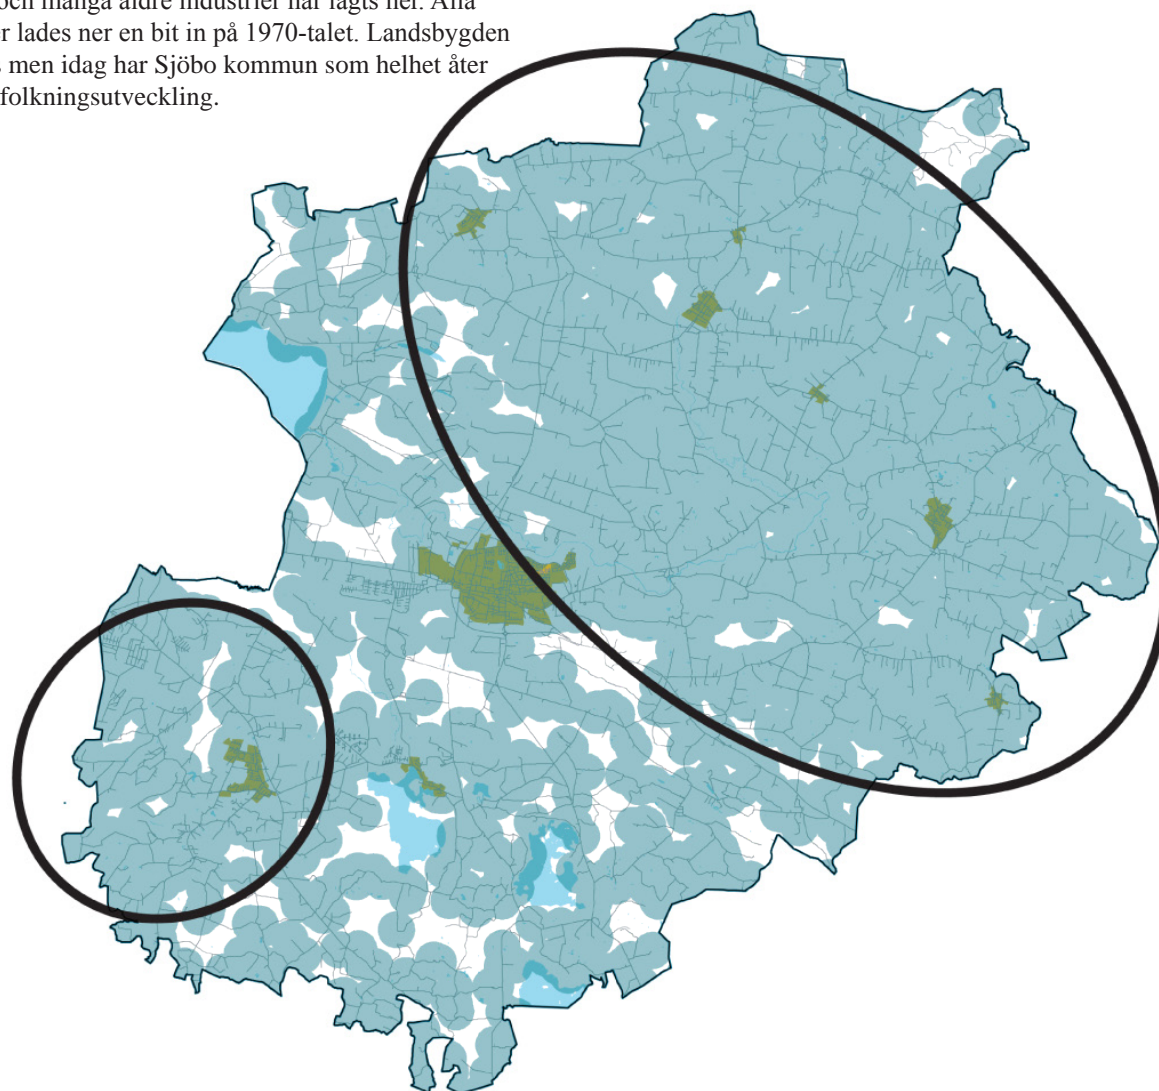 och många äldre industrier har lagts ner. Alla
er lades ner en bit in på 1970-talet. Landsbygden
s men idag har Sjöbo kommun som helhet åter
folkningsutveckling.